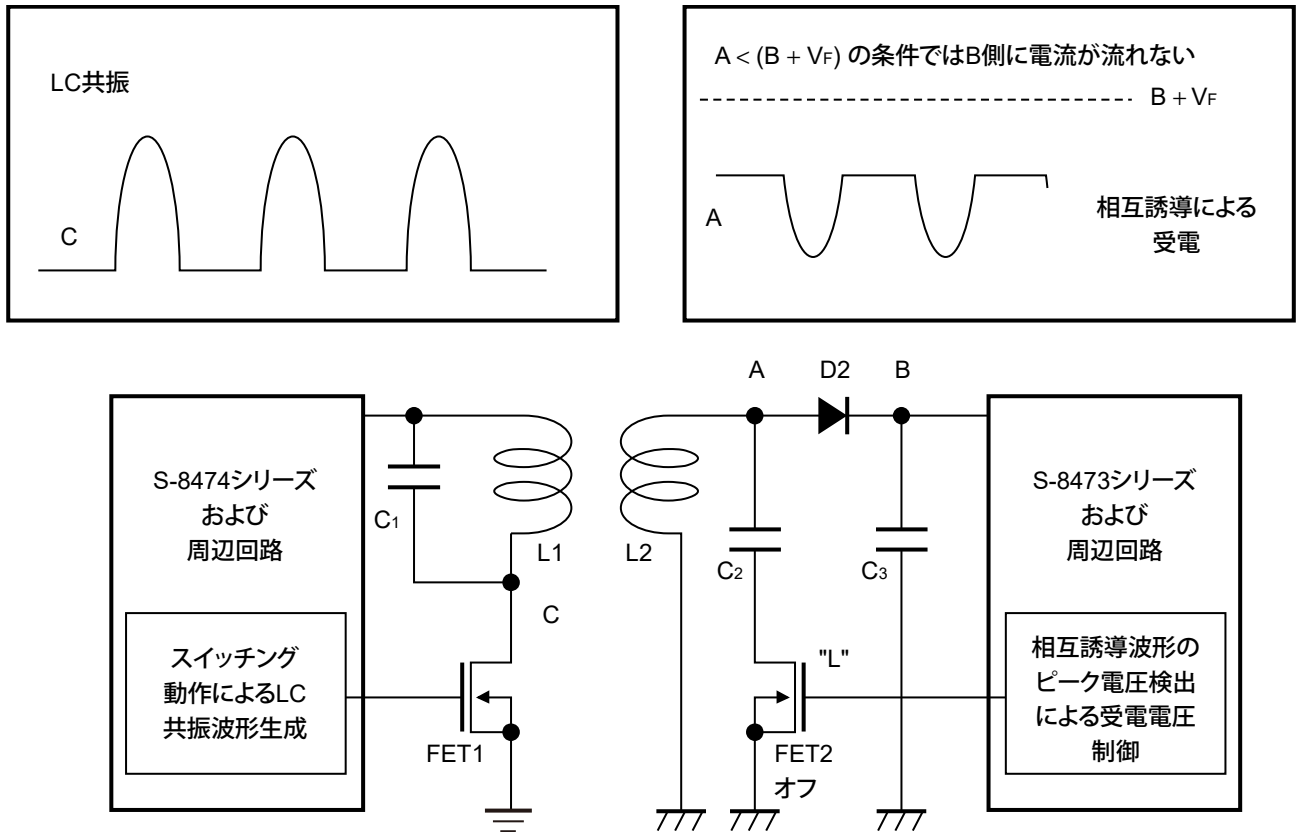 LC共振
C
A < (B + VF) の条件ではB側に電流が流れない
B + VF
A
相互誘導による
受電
A
D2
B
S-8474シリーズ
および
周辺回路
C1
L1
L2
C2
C3
S-8473シリーズ
および
周辺回路
C
スイッチング
動作によるLC
共振波形生成
FET1
"L"
FET2
オフ
相互誘導波形の
ピーク電圧検出
による受電電圧
制御